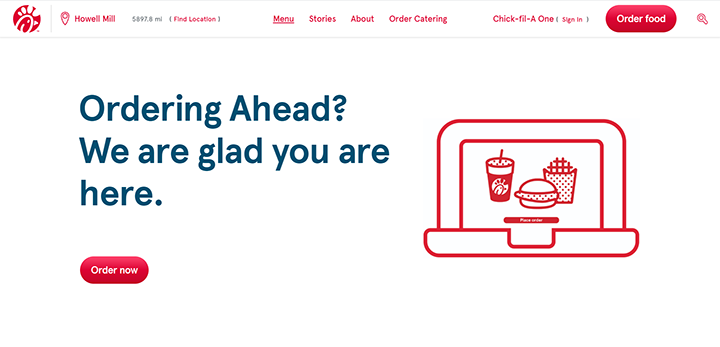 Howell Mill 5897.8 mi ( Find Location ) Menu Stories About Order Catering Chick-fil-A One ( Sign In ) Order food
Ordering Ahead?
We are glad you are
here.
Place order
Order now